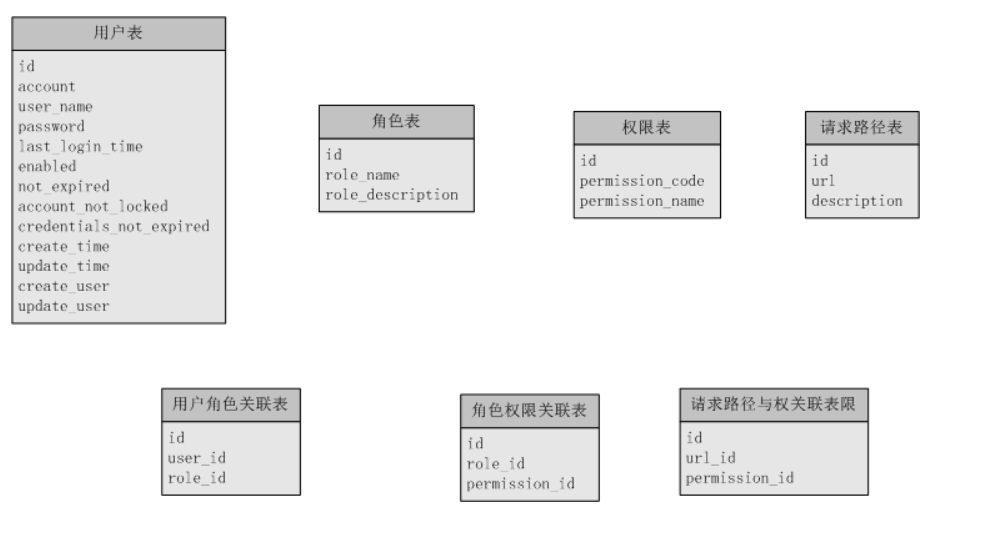 用户表
id
account
user_name
password
last_login_time
enabled
not_expired
account_not_locked
credentials_not_expired
create_time
update_time
create_user
update_user
角色表
id
role_name
role_description
权限表
id
permission_code
permission_name
请求路径表
id
url
description
用户角色关联表
id
user_id
role_id
角色权限关联表
id
role_id
permission_id
请求路径与权关联表限
id
url_id
permission_id